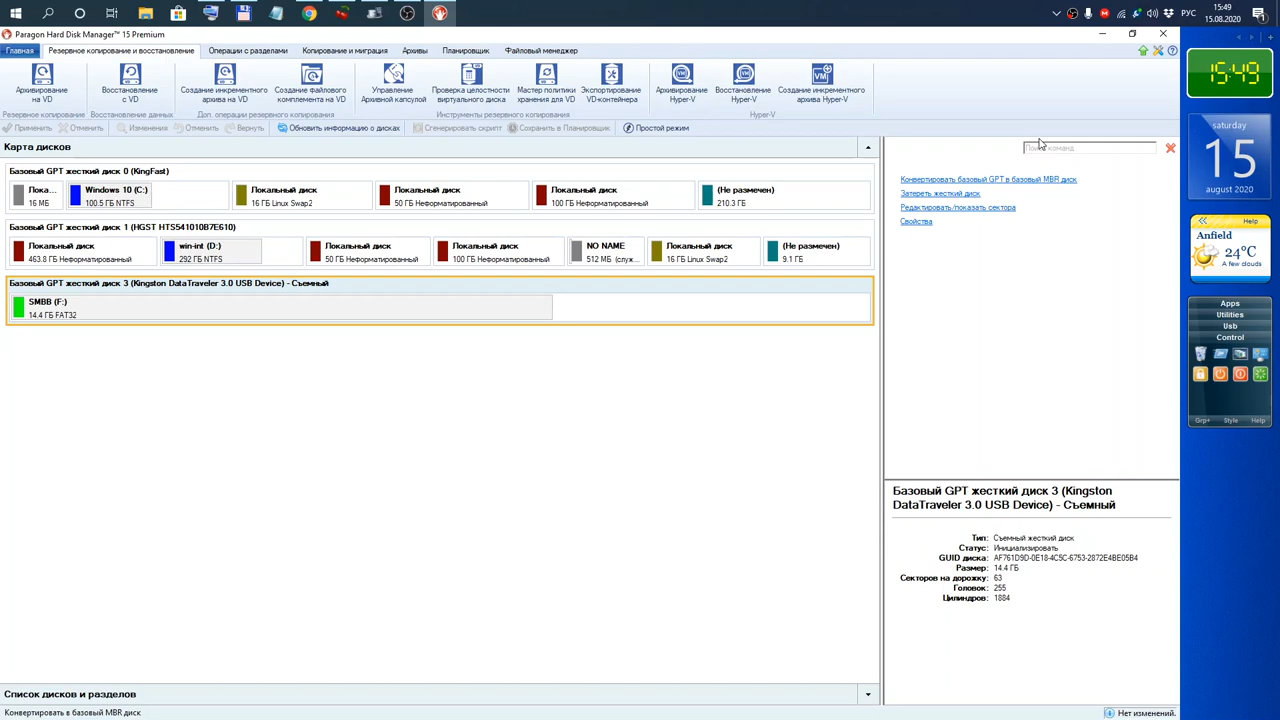 РУС
15:49
15.08.2020
Paragon Hard Disk Manager™ 15 Premium
Главная
Резервное копирование и восстановление
Операции с разделами
Копирование и миграция
Архивы
Планировщик
Файловый менеджер
Архивирование на VD
Восстановление с VD
Создание инкрементного архива на VD
Создание файлового комплемента на VD
Управление Архивной капсулой
Проверка целостности виртуального диска
Мастер политики хранения для VD
Экспортирование VD-контейнера
Архивирование Hyper-V
Восстановление Hyper-V
Создание инкрементного архива Hyper-V
Резервное копирование
Восстановление данных
Доп. операции резервного копирования
Инструменты резервного копирования
Hyper-V
Применить
Отменить
Изменения
Отменить
Вернуть
Обновить информацию о дисках
Сгенерировать скрипт
Сохранить в Планировщик
Простой режим
Карта дисков
Базовый GPT жесткий диск 0 (KingFast)
Лока...
16 МБ
Windows 10 (C:)
100.5 ГБ NTFS
Локальный диск
16 ГБ Linux Swap2
Локальный диск
50 ГБ Неформатированный
Локальный диск
100 ГБ Неформатированный
(Не размечен)
210.3 ГБ
Базовый GPT жесткий диск 1 (HGST HTS541010B7E610)
Локальный диск
463.8 ГБ Неформатированный
win-int (D:)
292 ГБ NTFS
Локальный диск
50 ГБ Неформатированный
Локальный диск
100 ГБ Неформатированный
NO NAME
512 МБ (служ...
Локальный диск
16 ГБ Linux Swap2
(Не размечен)
9.1 ГБ
Базовый GPT жесткий диск 3 (Kingston DataTraveler 3.0 USB Device) - Съемный
SMBB (F:)
14.4 ГБ FAT32
Список дисков и разделов
Конвертировать в базовый MBR диск
Поиск команд
Конвертировать базовый GPT в базовый MBR диск
Затереть жесткий диск
Редактировать/показать сектора
Свойства
Базовый GPT жесткий диск 3 (Kingston
DataTraveler 3.0 USB Device) - Съемный
Тип: Съемный жесткий диск
Статус: Инициализировать
GUID диска: AF761D9D-0E18-4C5C-6753-2872E4BE05B4
Размер: 14.4 ГБ
Секторов на дорожку: 63
Головок: 255
Цилиндров: 1884
Нет изменений.
15:49
saturday
15
august 2020
Help
Anfield
24°C
A few clouds
Apps
Utilities
Usb
Control
Grp+ Style Help